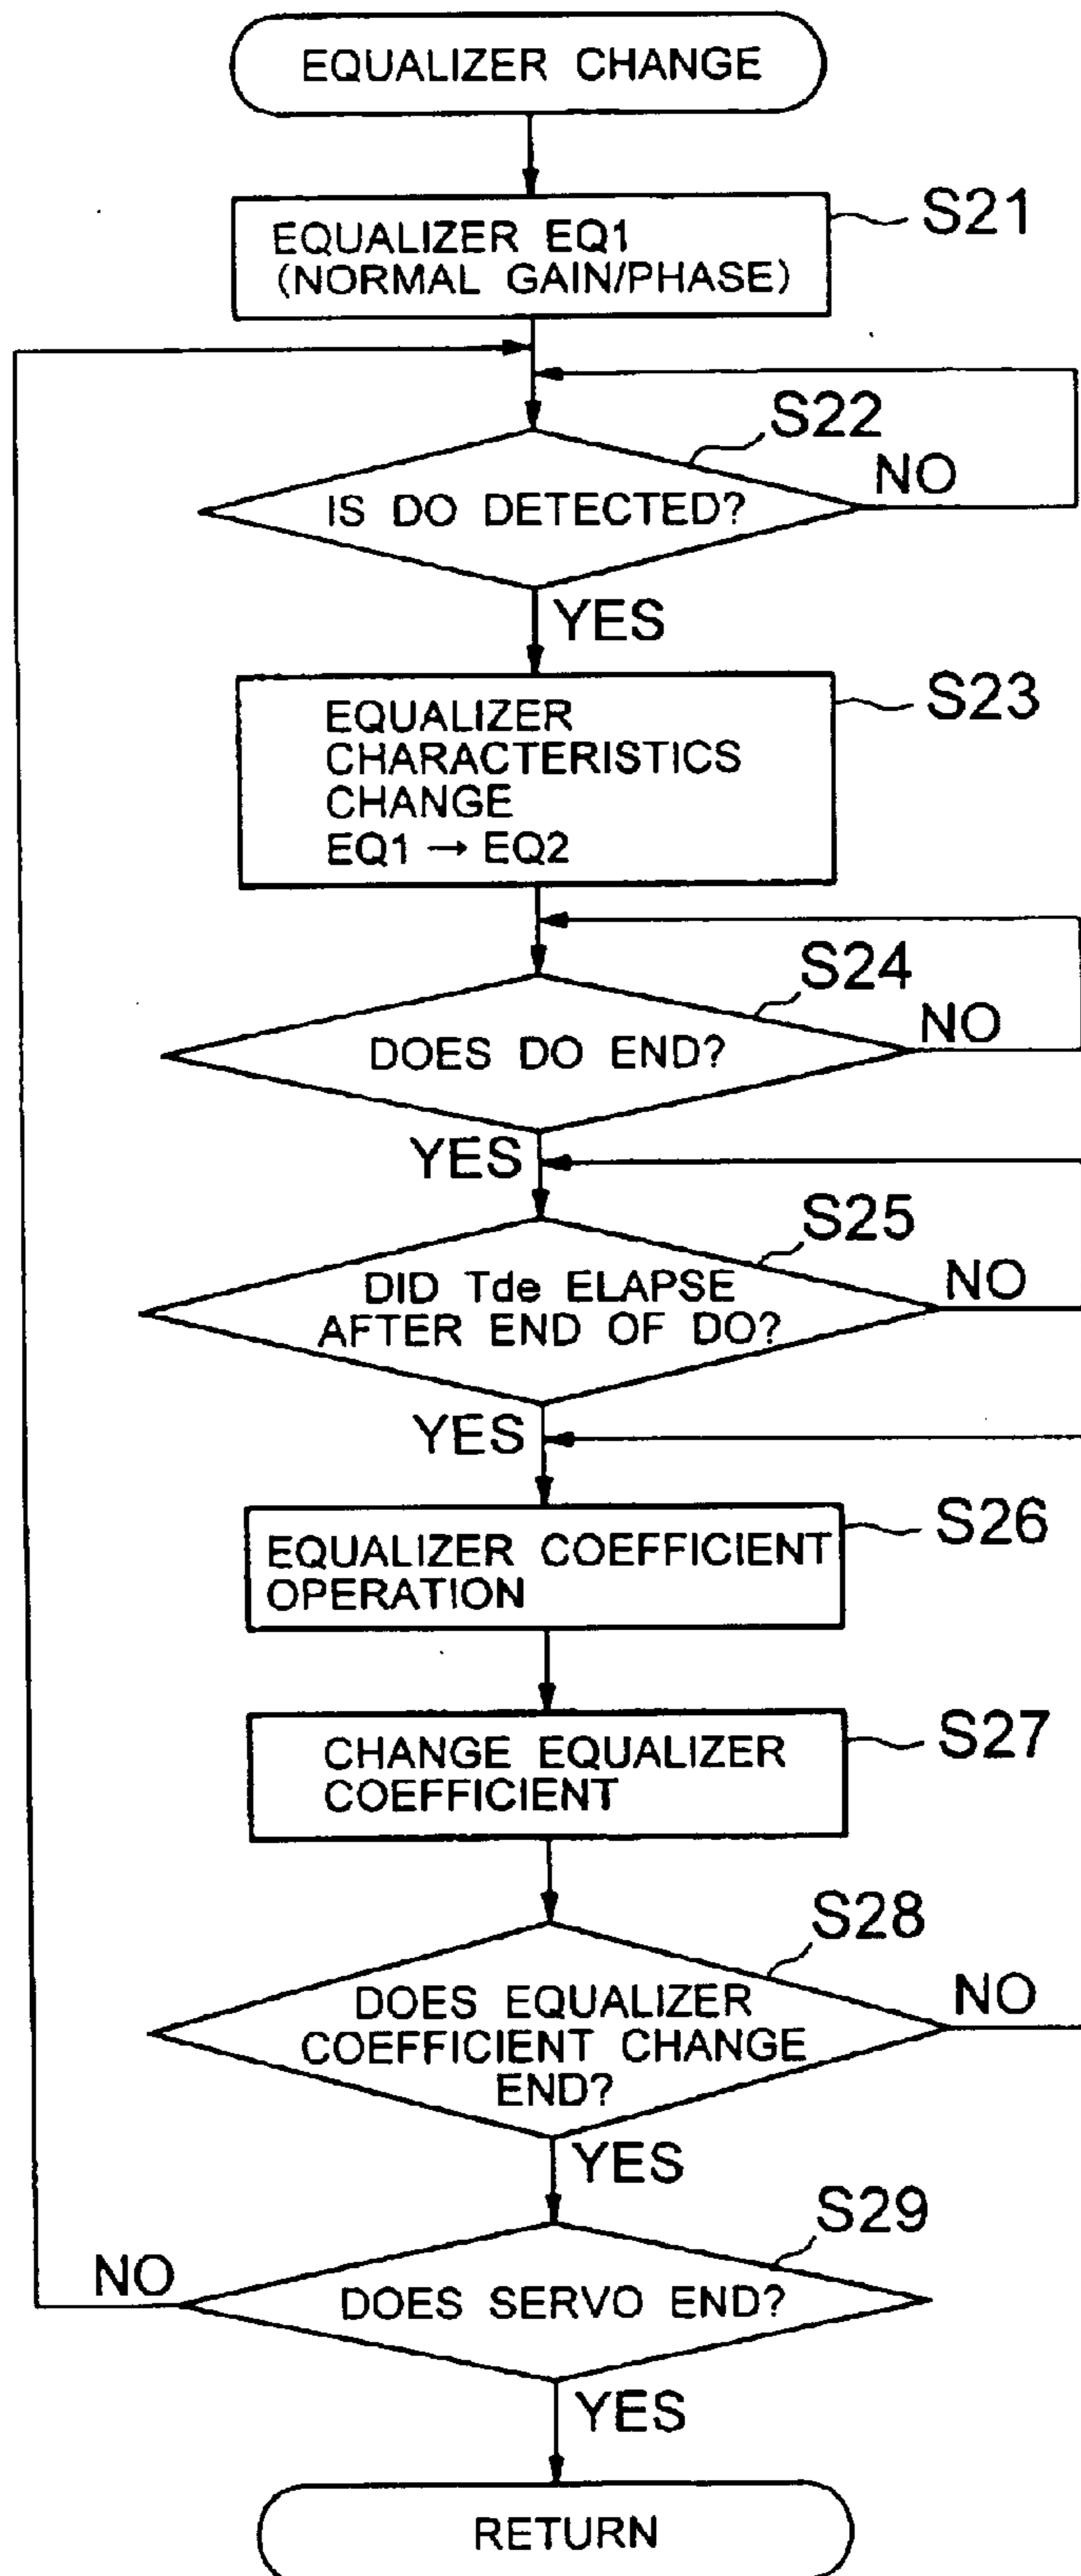 EQUALIZER CHANGE
S21
EQUALIZER EQ1
(NORMAL GAIN/PHASE)
S22
NO
IS DO DETECTED?
YES
S23
EQUALIZER
CHARACTERISTICS
CHANGE
EQ1 → EQ2
S24
NO
DOES DO END?
YES
S25
NO
DID Tde ELAPSE
AFTER END OF DO?
YES
S26
EQUALIZER COEFFICIENT
OPERATION
S27
CHANGE EQUALIZER
COEFFICIENT
S28
NO
DOES EQUALIZER
COEFFICIENT CHANGE
END?
YES
S29
NO
DOES SERVO END?
YES
RETURN